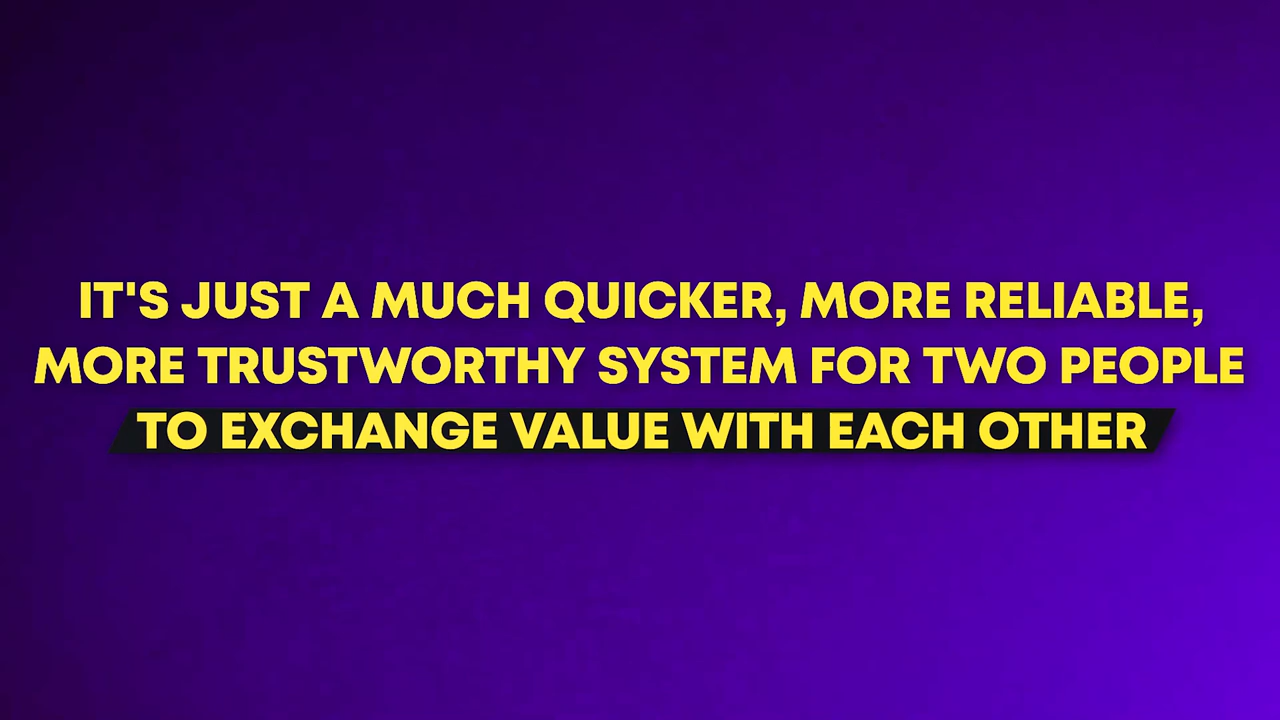 IT'S JUST A MUCH QUICKER, MORE RELIABLE,
MORE TRUSTWORTHY SYSTEM FOR TWO PEOPLE
TO EXCHANGE VALUE WITH EACH OTHER